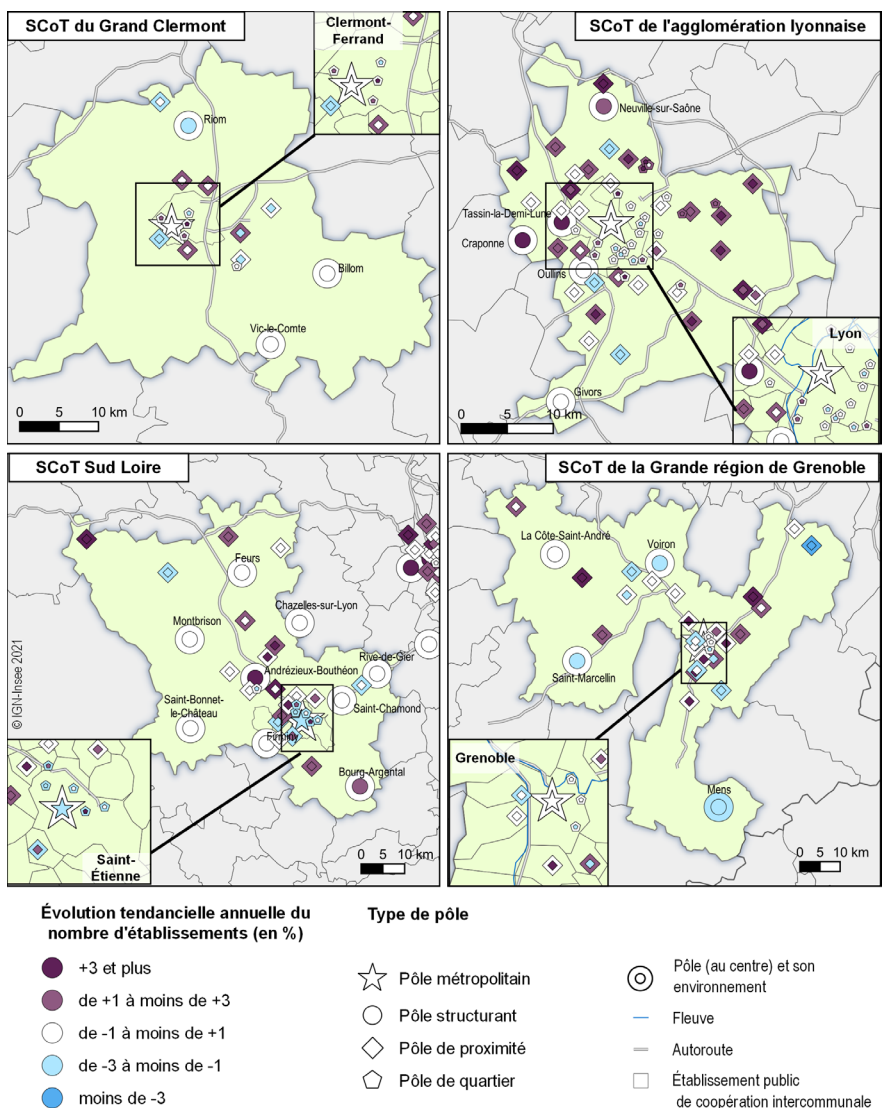 SCoT du Grand Clermont
Clermont-
Ferrand
Riom
Billom
Vic-le-Comte
0 5 10 km
SCoT de l'agglomération lyonnaise
Neuville-sur-Saône
Tassin-la-Demi-Lune
Craponne
Oullins
Givors
Lyon
0 5 10 km
SCoT Sud Loire
Feurs
Chazelles-sur-Lyon
Montbrison
Andrézieux-Bouthéon
Rive-de-Gier
Saint-Bonnet-
le-Château
Saint-Chamond
Firminy
Bourg-Argental
Saint-
Étienne
0 5 10 km
© IGN-Insee 2021
SCoT de la Grande région de Grenoble
La Côte-Saint-André
Voiron
Saint-Marcellin
Grenoble
Mens
0 5 10 km
Évolution tendancielle annuelle du
nombre d'établissements (en %)
+3 et plus
de +1 à moins de +3
de -1 à moins de +1
de -3 à moins de -1
moins de -3
Type de pôle
Pôle métropolitain
Pôle structurant
Pôle de proximité
Pôle de quartier
Pôle (au centre) et son
environnement
Fleuve
Autoroute
Établissement public
de coopération intercommunale